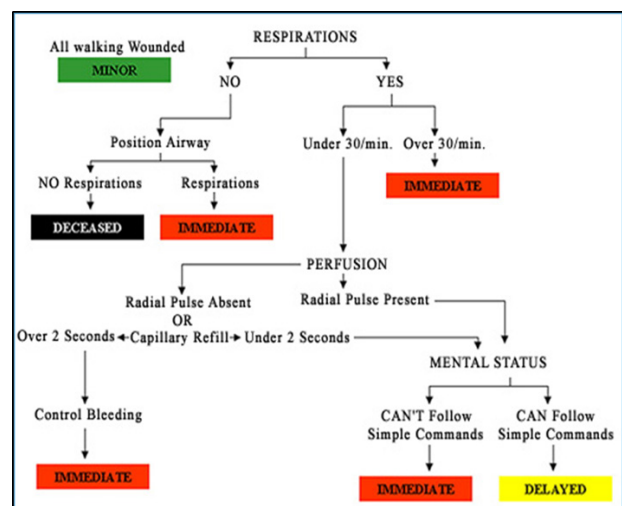 RESPIRATIONS
All walking Wounded
MINOR
NO
YES
Position Airway
Under 30/min.
Over 30/min.
NO Respirations
Respirations
IMMEDIATE
DECEASED
IMMEDIATE
PERFUSION
Radial Pulse Absent
Radial Pulse Present
OR
Over 2 Seconds
Capillary Refill
Under 2 Seconds
MENTAL STATUS
Control Bleeding
CAN'T Follow
Simple Commands
CAN Follow
Simple Commands
IMMEDIATE
IMMEDIATE
DELAYED